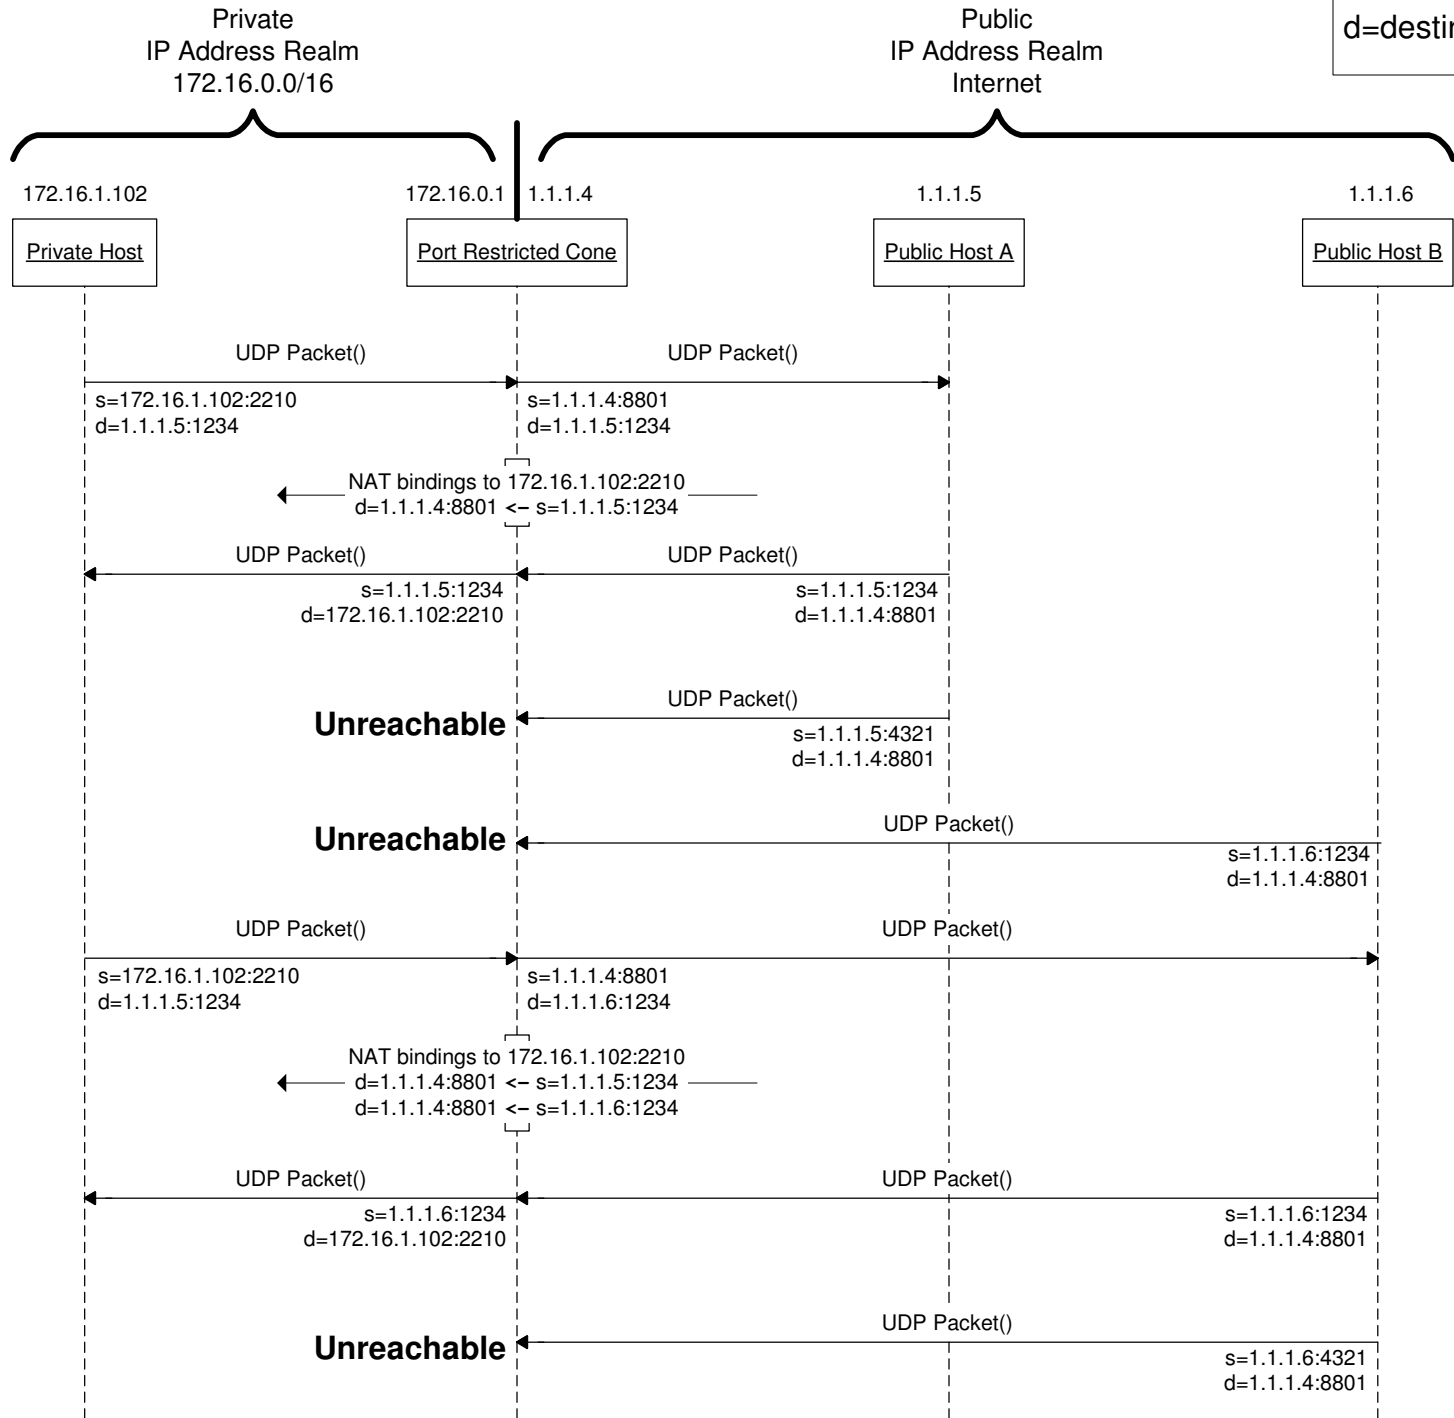 Private
IP Address Realm
172.16.0.0/16
Public
IP Address Realm
Internet
172.16.1.102
172.16.0.1
1.1.1.4
1.1.1.5
1.1.1.6
Private Host
Port Restricted Cone
Public Host A
Public Host B
UDP Packet()
UDP Packet()
s=172.16.1.102:2210
d=1.1.1.5:1234
s=1.1.1.4:8801
d=1.1.1.5:1234
NAT bindings to 172.16.1.102:2210
d=1.1.1.4:8801 <– s=1.1.1.5:1234
UDP Packet()
UDP Packet()
s=1.1.1.5:1234
d=172.16.1.102:2210
s=1.1.1.5:1234
d=1.1.1.4:8801
UDP Packet()
Unreachable
s=1.1.1.5:4321
d=1.1.1.4:8801
UDP Packet()
Unreachable
s=1.1.1.6:1234
d=1.1.1.4:8801
UDP Packet()
UDP Packet()
s=172.16.1.102:2210
d=1.1.1.5:1234
s=1.1.1.4:8801
d=1.1.1.6:1234
NAT bindings to 172.16.1.102:2210
d=1.1.1.4:8801 <– s=1.1.1.5:1234
d=1.1.1.4:8801 <– s=1.1.1.6:1234
UDP Packet()
UDP Packet()
s=1.1.1.6:1234
d=172.16.1.102:2210
s=1.1.1.6:1234
d=1.1.1.4:8801
UDP Packet()
Unreachable
s=1.1.1.6:4321
d=1.1.1.4:8801